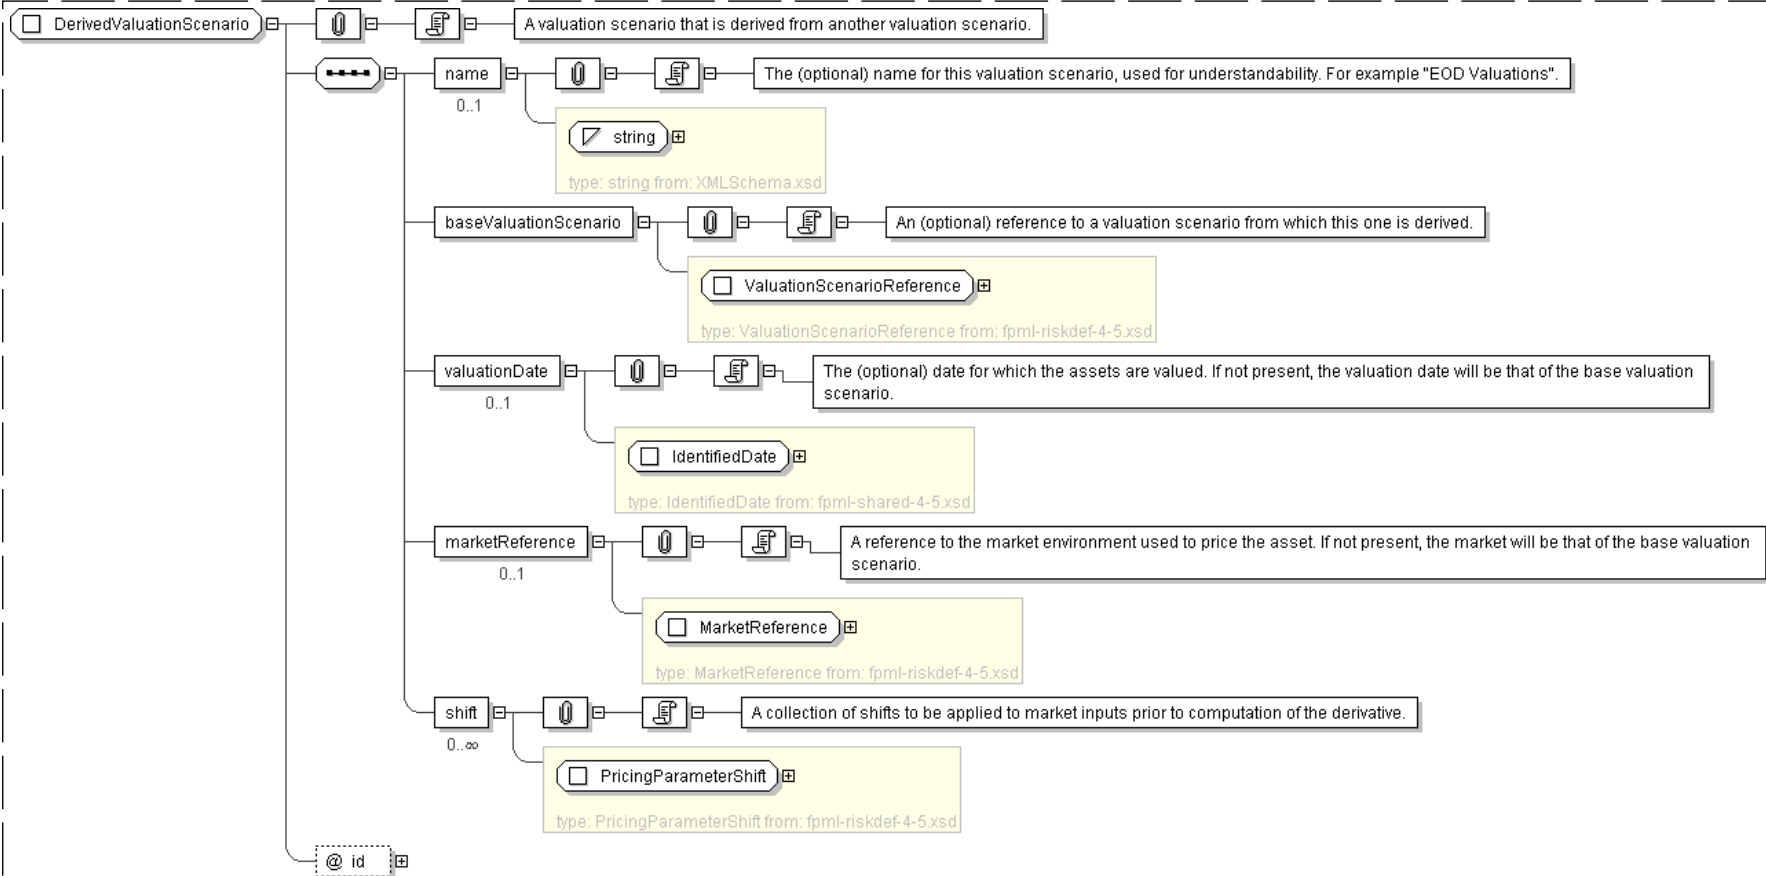 DerivedValuationScenario
A valuation scenario that is derived from another valuation scenario.
name
The (optional) name for this valuation scenario, used for understandability. For example "EOD Valuations".
0..1
string
type: string from: XMLSchema.xsd
baseValuationScenario
An (optional) reference to a valuation scenario from which this one is derived.
ValuationScenarioReference
type: ValuationScenarioReference from: fpml-riskdef-4-5.xsd
valuationDate
The (optional) date for which the assets are valued. If not present, the valuation date will be that of the base valuation
scenario.
0..1
IdentifiedDate
type: IdentifiedDate from: fpml-shared-4-5.xsd
marketReference
A reference to the market environment used to price the asset. If not present, the market will be that of the base valuation
scenario.
0..1
MarketReference
type: MarketReference from: fpml-riskdef-4-5.xsd
shift
A collection of shifts to be applied to market inputs prior to computation of the derivative.
0..∞
PricingParameterShift
type: PricingParameterShift from: fpml-riskdef-4-5.xsd
@ id